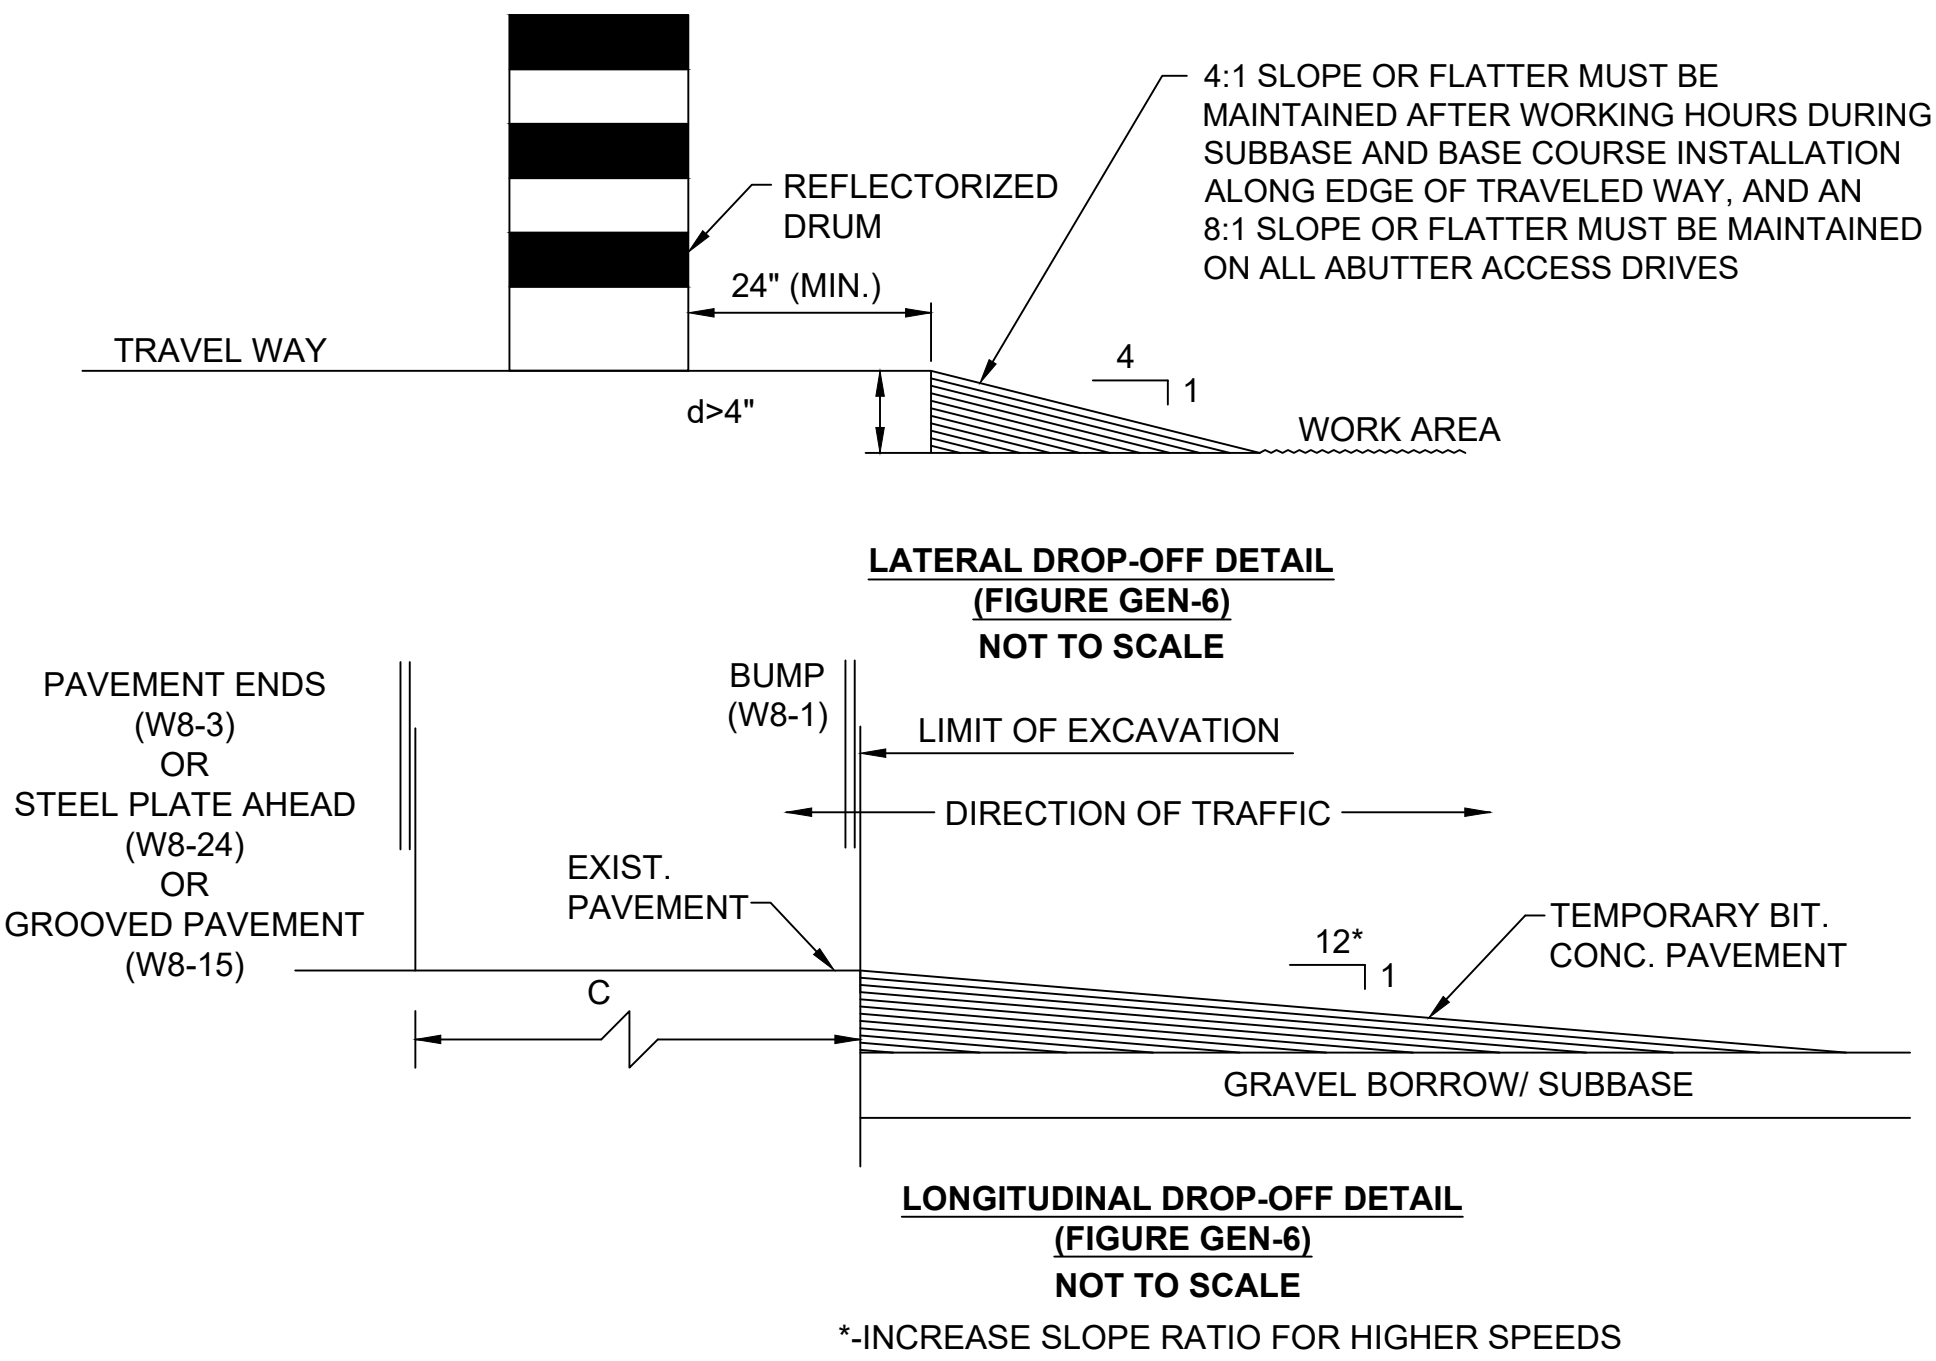 4:1 SLOPE OR FLATTER MUST BE
MAINTAINED AFTER WORKING HOURS DURING
SUBBASE AND BASE COURSE INSTALLATION
ALONG EDGE OF TRAVELED WAY, AND AN
8:1 SLOPE OR FLATTER MUST BE MAINTAINED
ON ALL ABUTTER ACCESS DRIVES
REFLECTORIZED
DRUM
24" (MIN.)
TRAVEL WAY
4
1
d>4"
WORK AREA
LATERAL DROP-OFF DETAIL
(FIGURE GEN-6)
NOT TO SCALE
PAVEMENT ENDS
(W8-3)
OR
STEEL PLATE AHEAD
(W8-24)
OR
GROOVED PAVEMENT
(W8-15)
BUMP
(W8-1)
LIMIT OF EXCAVATION
DIRECTION OF TRAFFIC
EXIST.
PAVEMENT
12*
1
TEMPORARY BIT.
CONC. PAVEMENT
C
GRAVEL BORROW/ SUBBASE
LONGITUDINAL DROP-OFF DETAIL
(FIGURE GEN-6)
NOT TO SCALE
*-INCREASE SLOPE RATIO FOR HIGHER SPEEDS